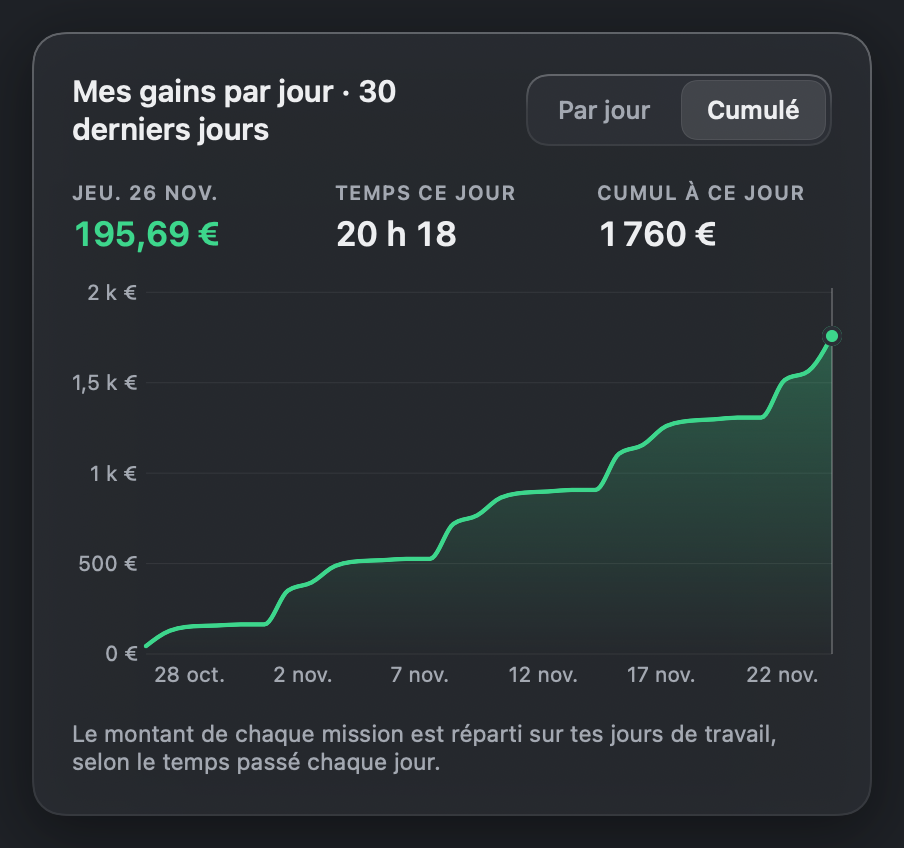 Mes gains par jour · 30
derniers jours
Par jour
Cumulé
JEU. 26 NOV.
195,69 €
TEMPS CE JOUR
20 h 18
CUMUL À CE JOUR
1 760 €
2 k €
1,5 k €
1 k €
500 €
0 €
28 oct.
2 nov.
7 nov.
12 nov.
17 nov.
22 nov.
Le montant de chaque mission est réparti sur tes jours de travail,
selon le temps passé chaque jour.